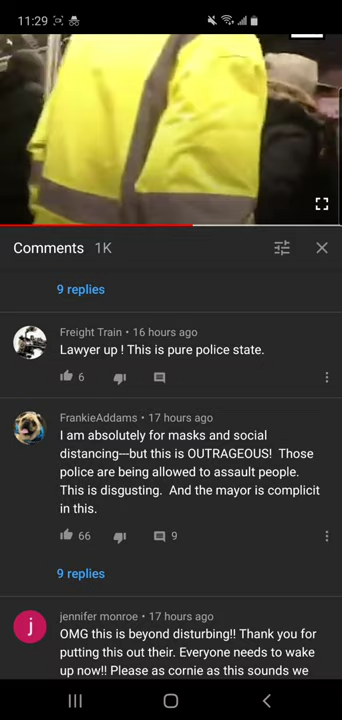 11:29
Comments 1K
9 replies
Freight Train • 16 hours ago
Lawyer up ! This is pure police state.
6
FrankieAddams • 17 hours ago
I am absolutely for masks and social
distancing---but this is OUTRAGEOUS!  Those
police are being allowed to assault people.
This is disgusting.  And the mayor is complicit
in this.
66 9
9 replies
j
jennifer monroe • 17 hours ago
OMG this is beyond disturbing!! Thank you for
putting this out their. Everyone needs to wake
up now!! Please as cornie as this sounds we